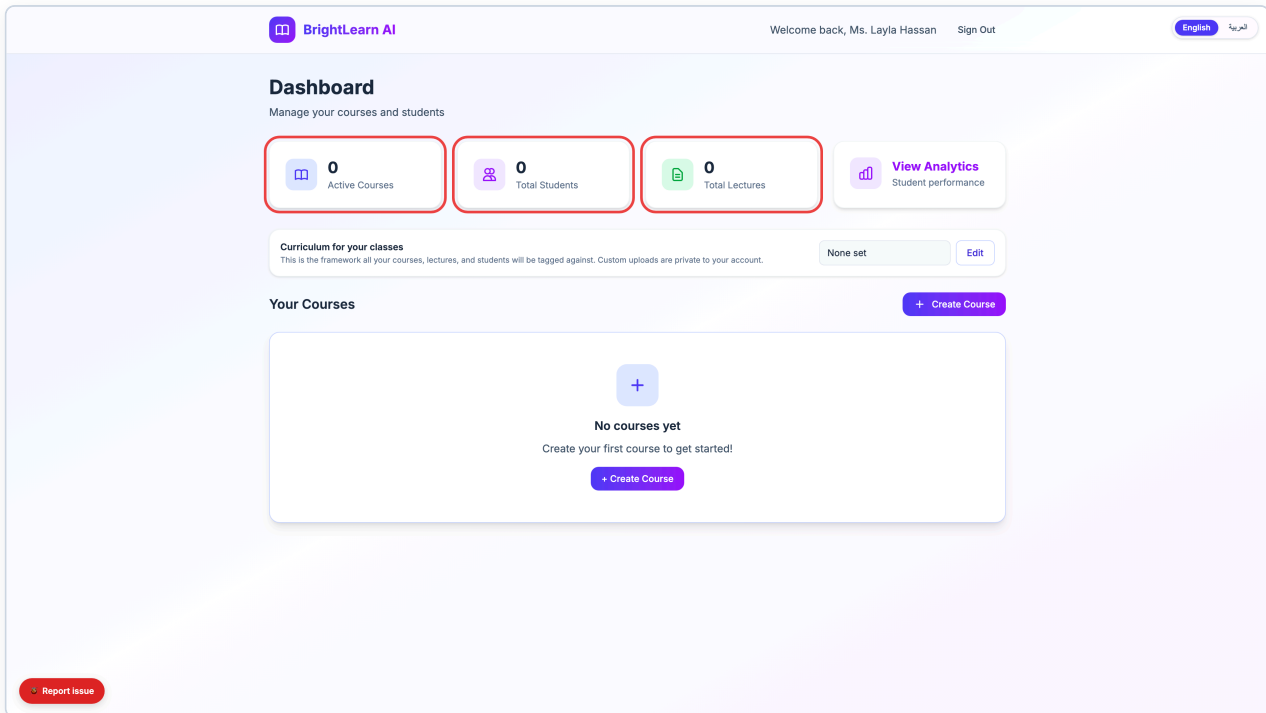 BrightLearn AI
Welcome back, Ms. Layla Hassan
Sign Out
English
العربية
Dashboard
Manage your courses and students
0
Active Courses
0
Total Students
0
Total Lectures
View Analytics
Student performance
Curriculum for your classes
This is the framework all your courses, lectures, and students will be tagged against. Custom uploads are private to your account.
None set
Edit
Your Courses
+ Create Course
No courses yet
Create your first course to get started!
+ Create Course
Report issue